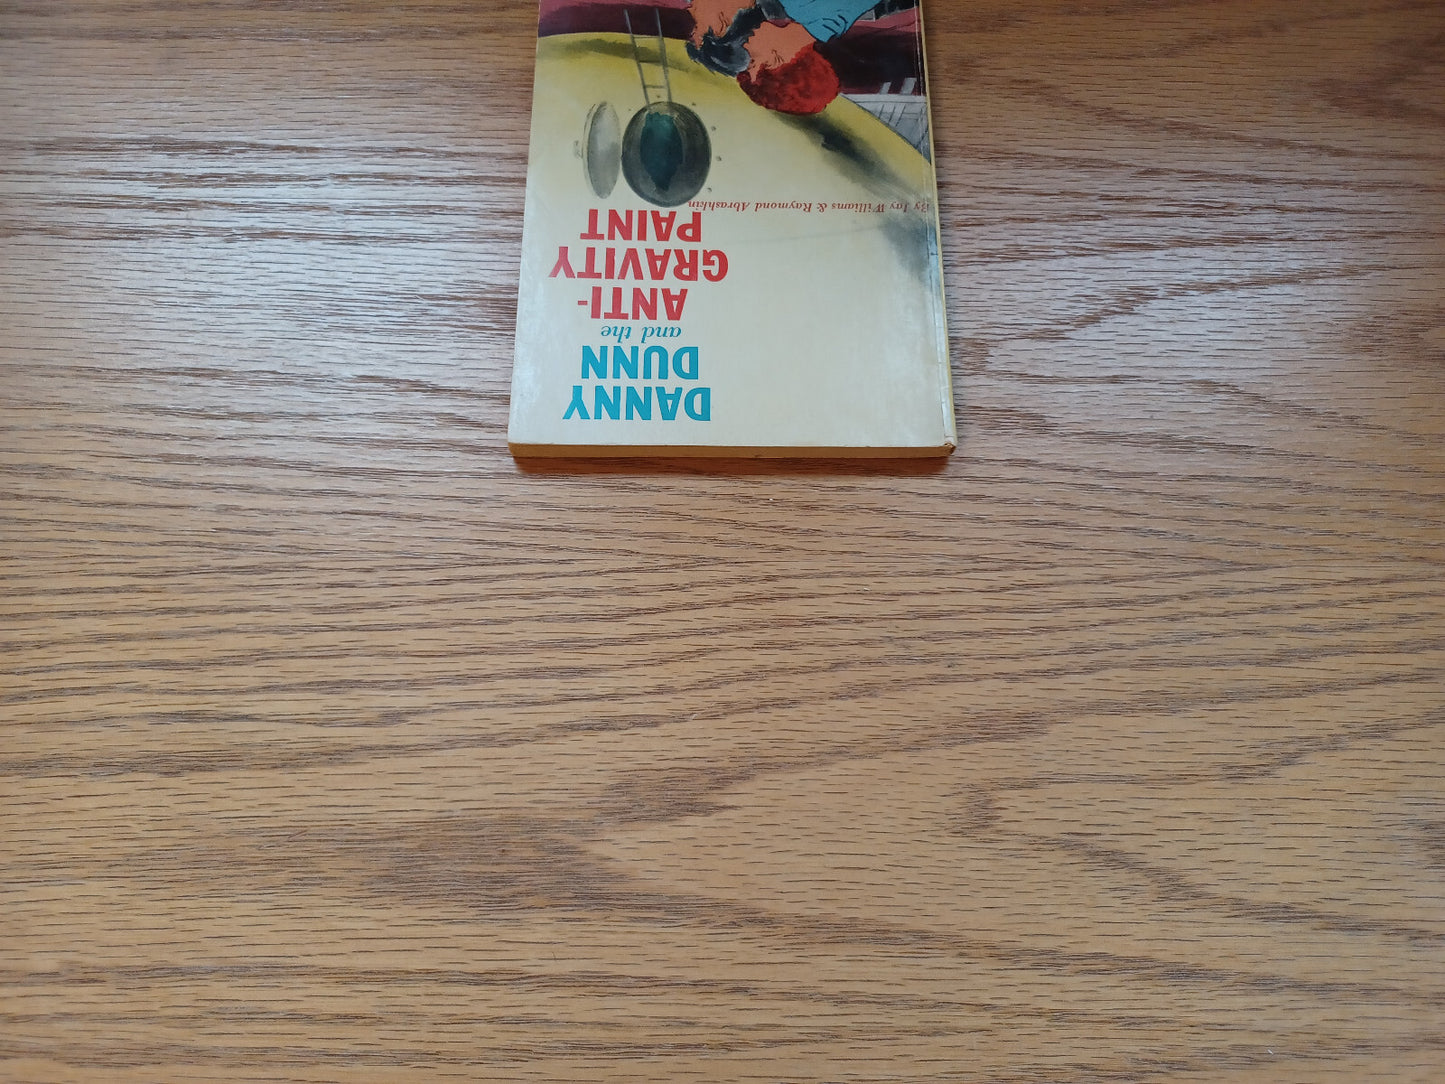 DANNY
DUNN
and the
ANTI-
GRAVITY
PAINT
By Jay Williams & Raymond Abrashkin